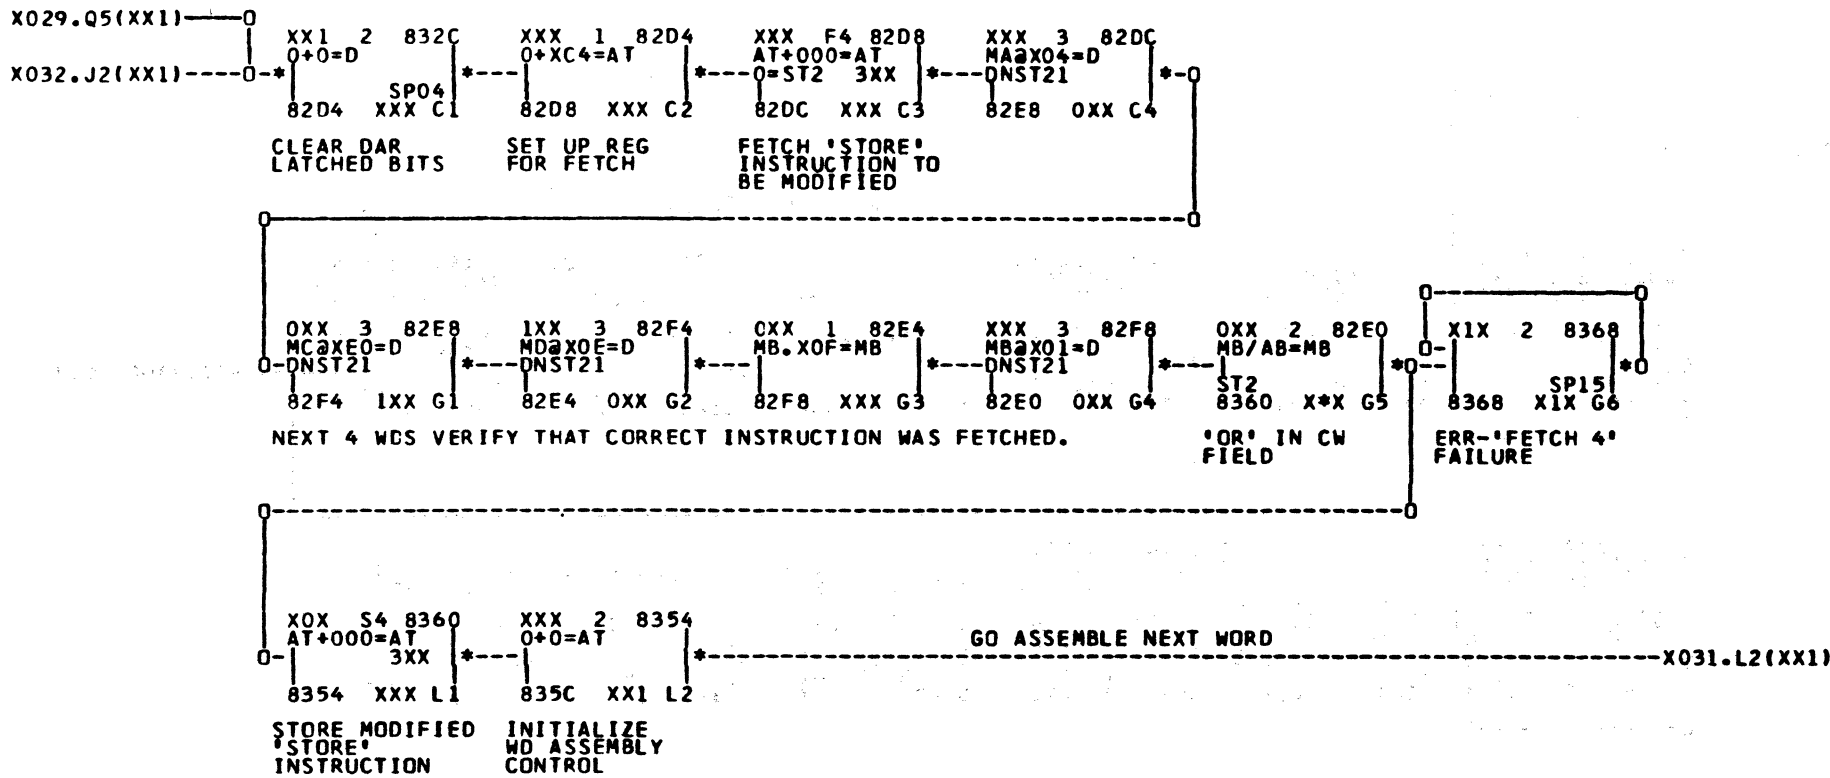 X029.Q5(XX1)
XX1 2 832C XXX 1 82D4 XXX F4 82D8 XXX 3 82DC
0+0=D 0+XC4=AT AT+000=AT MA@X04=D
X032.J2(XX1) 0=ST2 3XX DNST21
SP04
82D4 XXX C1 82D8 XXX C2 82DC XXX C3 82E8 0XX C4
CLEAR DAR SET UP REG FETCH 'STORE'
LATCHED BITS FOR FETCH INSTRUCTION TO
BE MODIFIED
0XX 3 82E8 1XX 3 82F4 0XX 1 82E4 XXX 3 82F8 0XX 2 82E0 X1X 2 8368
MC@XE0=D MD@X0E=D MB.X0F=MB MB@X01=D MB/AB=MB
DNST21 DNST21 DNST21
ST2 SP15
82F4 1XX G1 82E4 0XX G2 82F8 XXX G3 82E0 0XX G4 8360 X*X G5 8368 X1X G6
NEXT 4 WDS VERIFY THAT CORRECT INSTRUCTION WAS FETCHED. 'OR' IN CW ERR-'FETCH 4'
FIELD FAILURE
X0X S4 8360 XXX 2 8354
AT+000=AT 0+0=AT GO ASSEMBLE NEXT WORD
3XX X031.L2(XX1)
8354 XXX L1 835C XX1 L2
STORE MODIFIED INITIALIZE
'STORE' WD ASSEMBLY
INSTRUCTION CONTROL